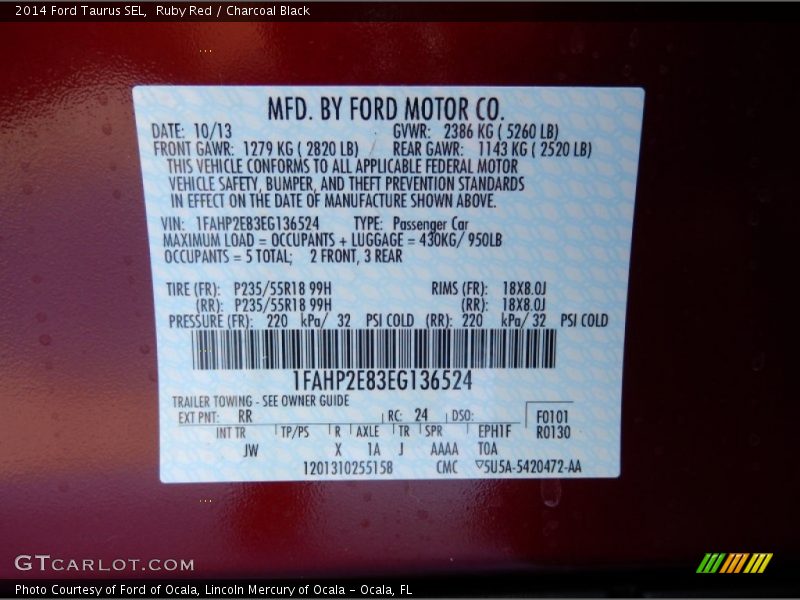 2014 Ford Taurus SEL, Ruby Red / Charcoal Black
MFD. BY FORD MOTOR CO.
DATE: 10/13 GVWR: 2386 KG ( 5260 LB)
FRONT GAWR: 1279 KG ( 2820 LB) REAR GAWR: 1143 KG ( 2520 LB)
THIS VEHICLE CONFORMS TO ALL APPLICABLE FEDERAL MOTOR
VEHICLE SAFETY, BUMPER, AND THEFT PREVENTION STANDARDS
IN EFFECT ON THE DATE OF MANUFACTURE SHOWN ABOVE.
VIN: 1FAHP2E83EG136524 TYPE: Passenger Car
MAXIMUM LOAD = OCCUPANTS + LUGGAGE = 430KG/ 950LB
OCCUPANTS = 5 TOTAL; 2 FRONT, 3 REAR
TIRE (FR): P235/55R18 99H RIMS (FR): 18X8.0J
(RR): P235/55R18 99H (RR): 18X8.0J
PRESSURE (FR): 220 kPa/ 32 PSI COLD (RR): 220 kPa/ 32 PSI COLD
1FAHP2E83EG136524
TRAILER TOWING - SEE OWNER GUIDE
EXT PNT: RR RC: 24 DSO: F0101
INT TR TP/PS R AXLE TR SPR EPH1F R0130
JW X 1A J AAAA T0A
1201310255158 CMC ▽5U5A-5420472-AA
GTCARLOT.COM
Photo Courtesy of Ford of Ocala, Lincoln Mercury of Ocala - Ocala, FL